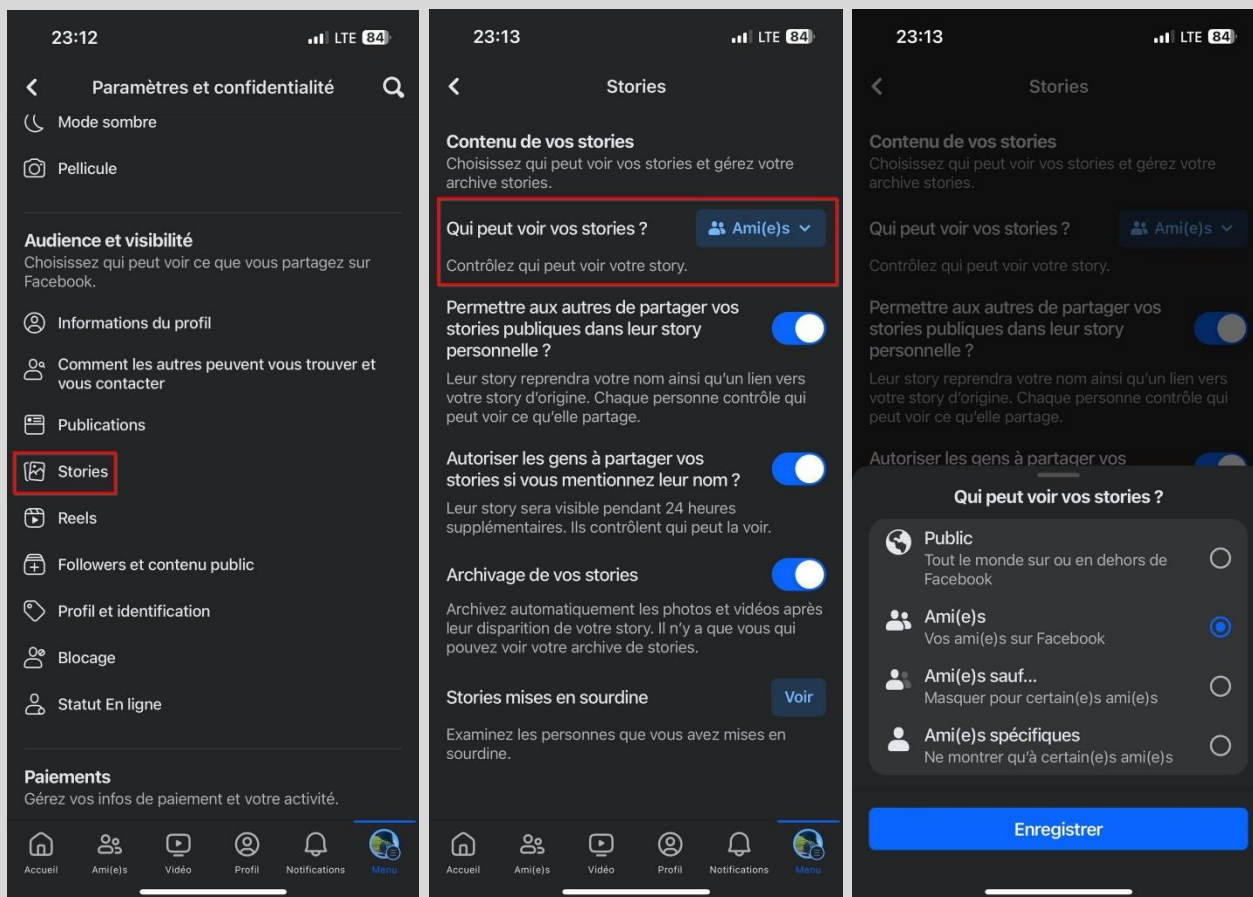 23:12
LTE 84
Paramètres et confidentialité
Mode sombre
Pellicule
Audience et visibilité
Choisissez qui peut voir ce que vous partagez sur
Facebook.
Informations du profil
Comment les autres peuvent vous trouver et
vous contacter
Publications
Stories
Reels
Followers et contenu public
Profil et identification
Blocage
Statut En ligne
Paiements
Gérez vos infos de paiement et votre activité.
Accueil Ami(e)s Vidéo Profil Notifications Menu
23:13
LTE 84
Stories
Contenu de vos stories
Choisissez qui peut voir vos stories et gérez votre
archive stories.
Qui peut voir vos stories ? Ami(e)s
Contrôlez qui peut voir votre story.
Permettre aux autres de partager vos
stories publiques dans leur story
personnelle ?
Leur story reprendra votre nom ainsi qu'un lien vers
votre story d'origine. Chaque personne contrôle qui
peut voir ce qu'elle partage.
Autoriser les gens à partager vos
stories si vous mentionnez leur nom ?
Leur story sera visible pendant 24 heures
supplémentaires. Ils contrôlent qui peut la voir.
Archivage de vos stories
Archivez automatiquement les photos et vidéos après
leur disparition de votre story. Il n'y a que vous qui
pouvez voir votre archive de stories.
Stories mises en sourdine Voir
Examinez les personnes que vous avez mises en
sourdine.
Accueil Ami(e)s Vidéo Profil Notifications Menu
23:13
LTE 84
Stories
Contenu de vos stories
Choisissez qui peut voir vos stories et gérez votre
archive stories.
Qui peut voir vos stories ? Ami(e)s
Contrôlez qui peut voir votre story.
Permettre aux autres de partager vos
stories publiques dans leur story
personnelle ?
Leur story reprendra votre nom ainsi qu'un lien vers
votre story d'origine. Chaque personne contrôle qui
peut voir ce qu'elle partage.
Autoriser les gens à partager vos
Qui peut voir vos stories ?
Public
Tout le monde sur ou en dehors de
Facebook
Ami(e)s
Vos ami(e)s sur Facebook
Ami(e)s sauf...
Masquer pour certain(e)s ami(e)s
Ami(e)s spécifiques
Ne montrer qu'à certain(e)s ami(e)s
Enregistrer